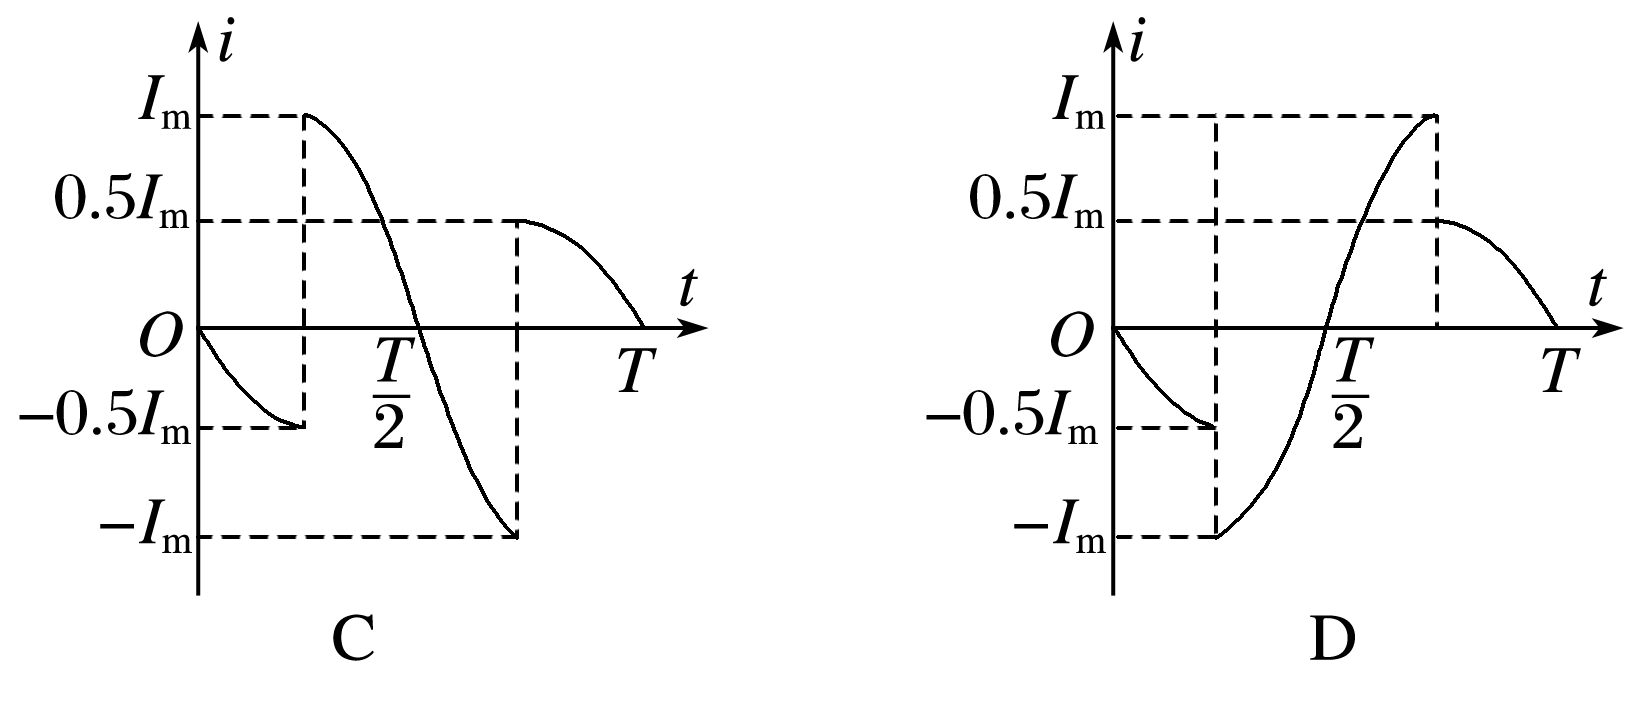 i
I_m
0.5I_m
O
t
T/2
T
−0.5I_m
−I_m
C
i
I_m
0.5I_m
O
t
T/2
T
−0.5I_m
−I_m
D